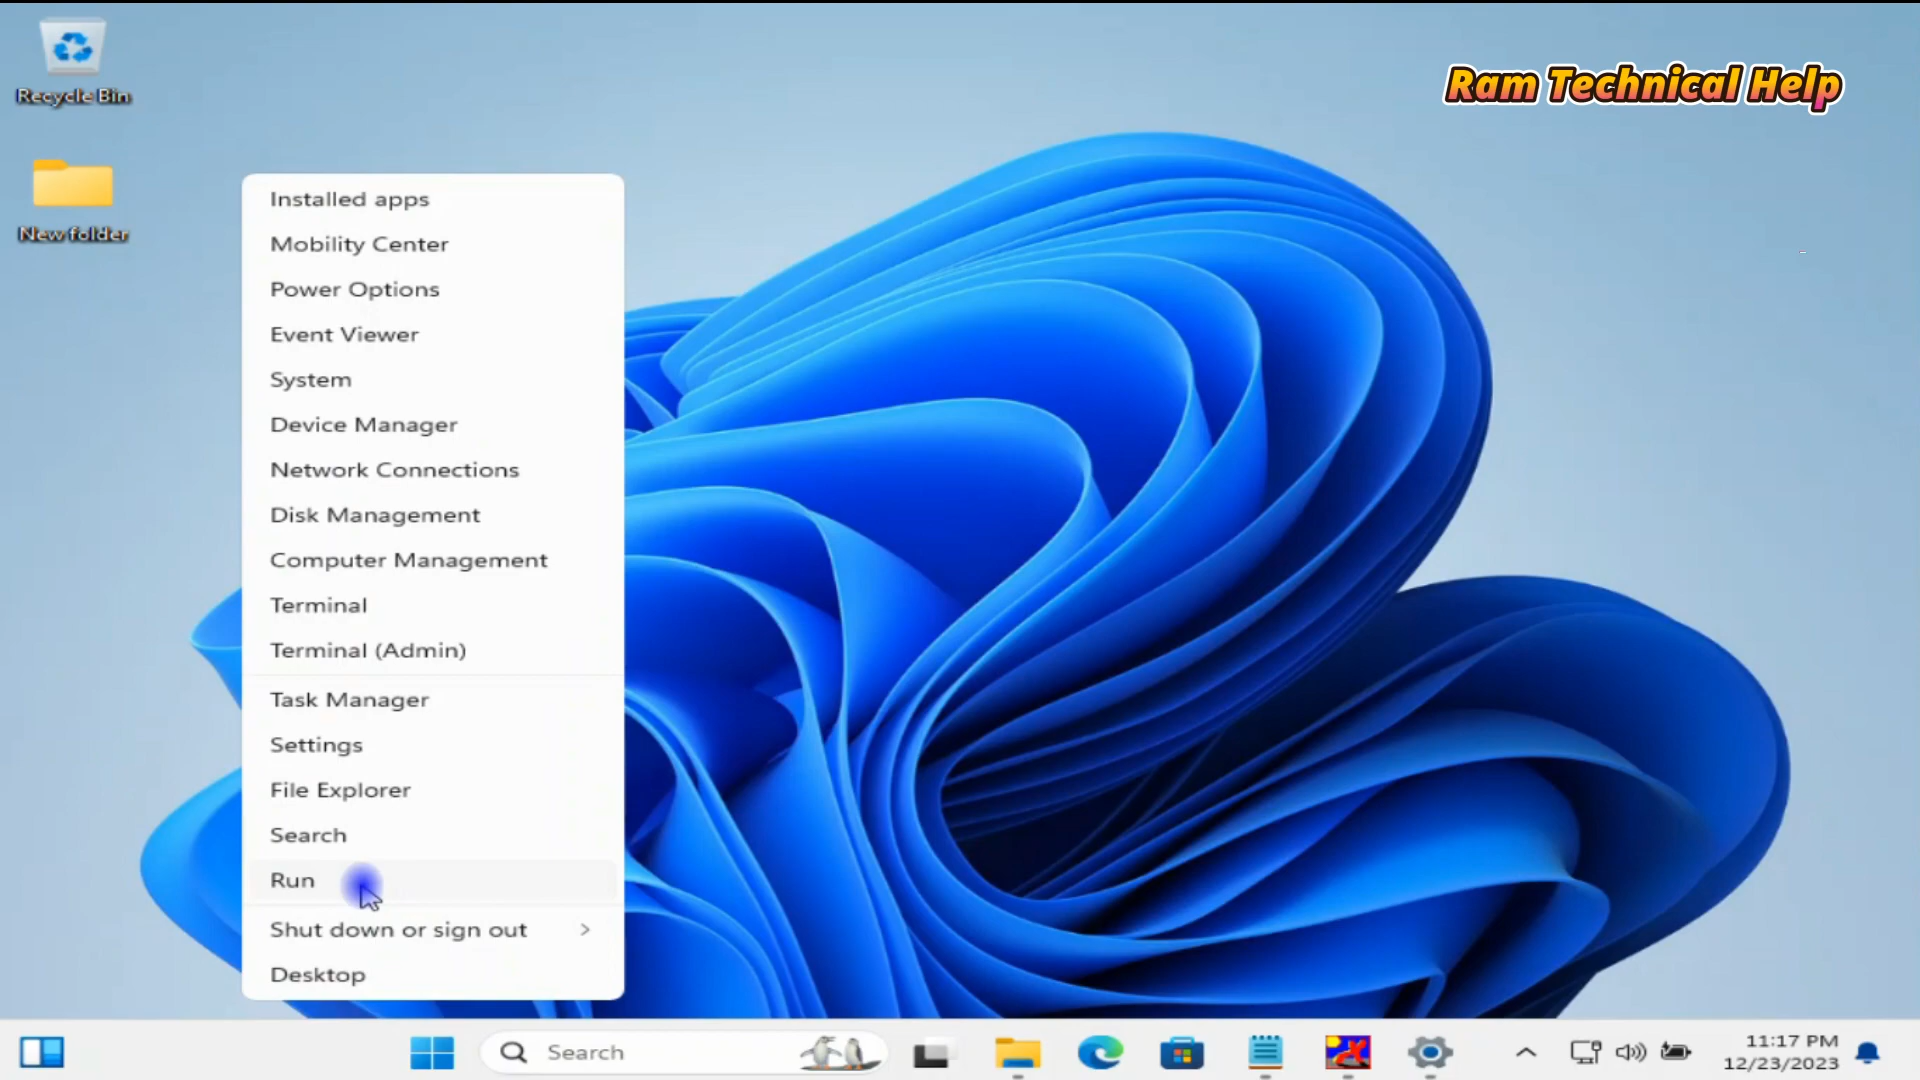 Recycle Bin
New folder
Ram Technical Help
Installed apps
Mobility Center
Power Options
Event Viewer
System
Device Manager
Network Connections
Disk Management
Computer Management
Terminal
Terminal (Admin)
Task Manager
Settings
File Explorer
Search
Run
Shut down or sign out
Desktop
Search
11:17 PM
12/23/2023